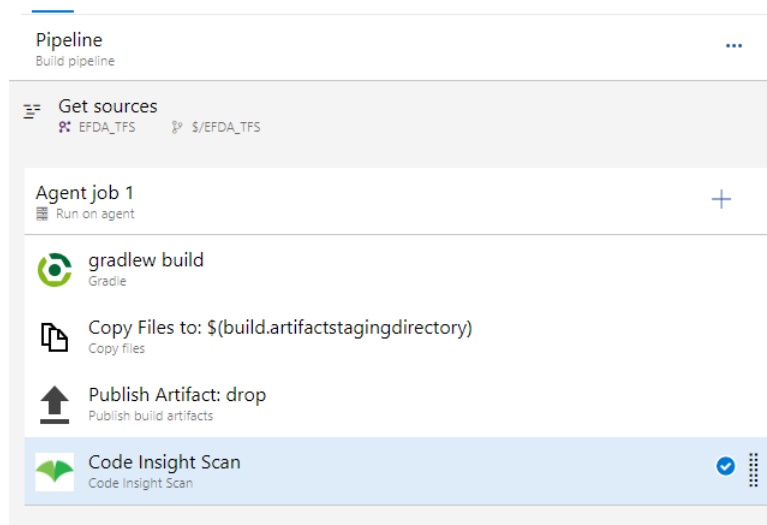 Pipeline
Build pipeline
Get sources
EFDA_TFS $/EFDA_TFS
Agent job 1
Run on agent
gradlew build
Gradle
Copy Files to: $(build.artifactstagingdirectory)
Copy files
Publish Artifact: drop
Publish build artifacts
Code Insight Scan
Code Insight Scan